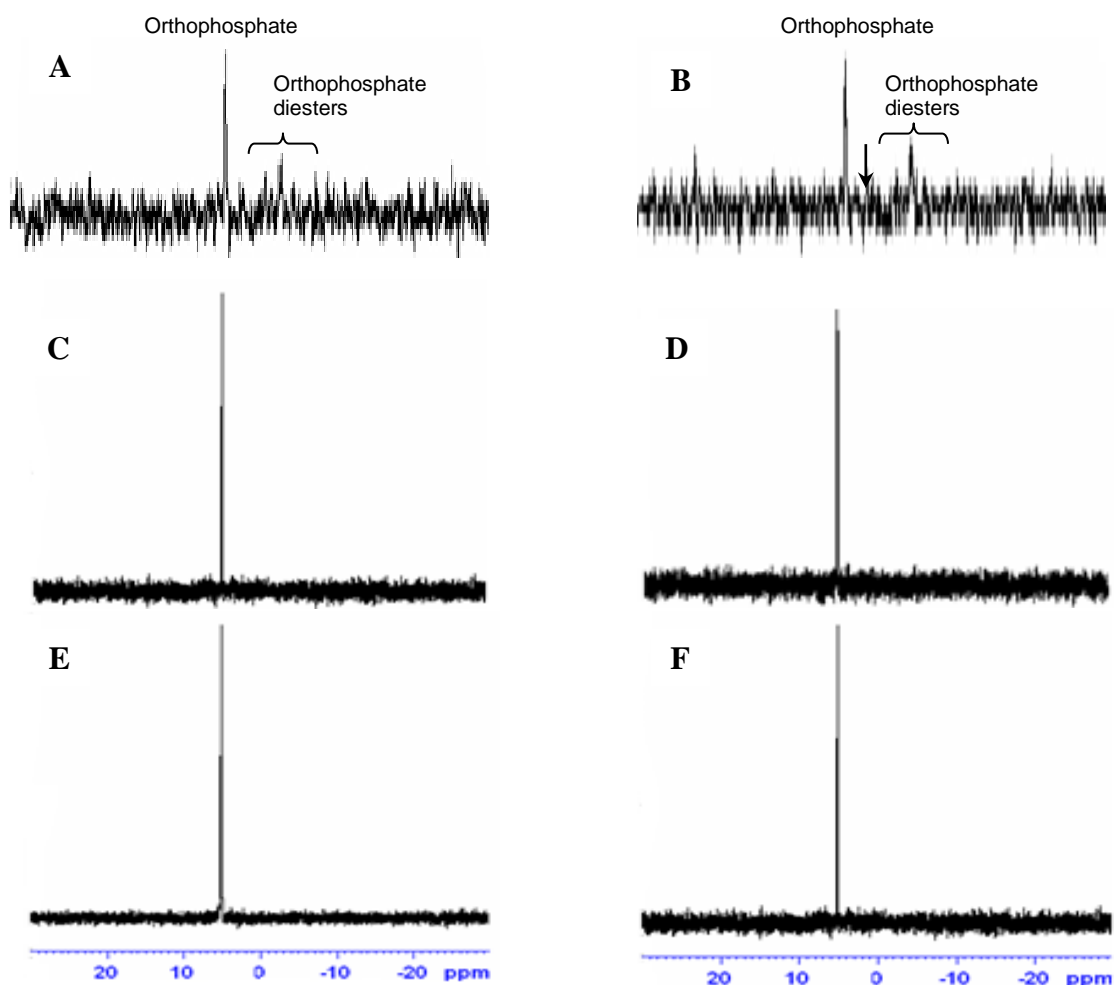 Orthophosphate
Orthophosphate
A
Orthophosphate
diesters
B
Orthophosphate
diesters
C
D
E
F
20 10 0 -10 -20 ppm
20 10 0 -10 -20 ppm